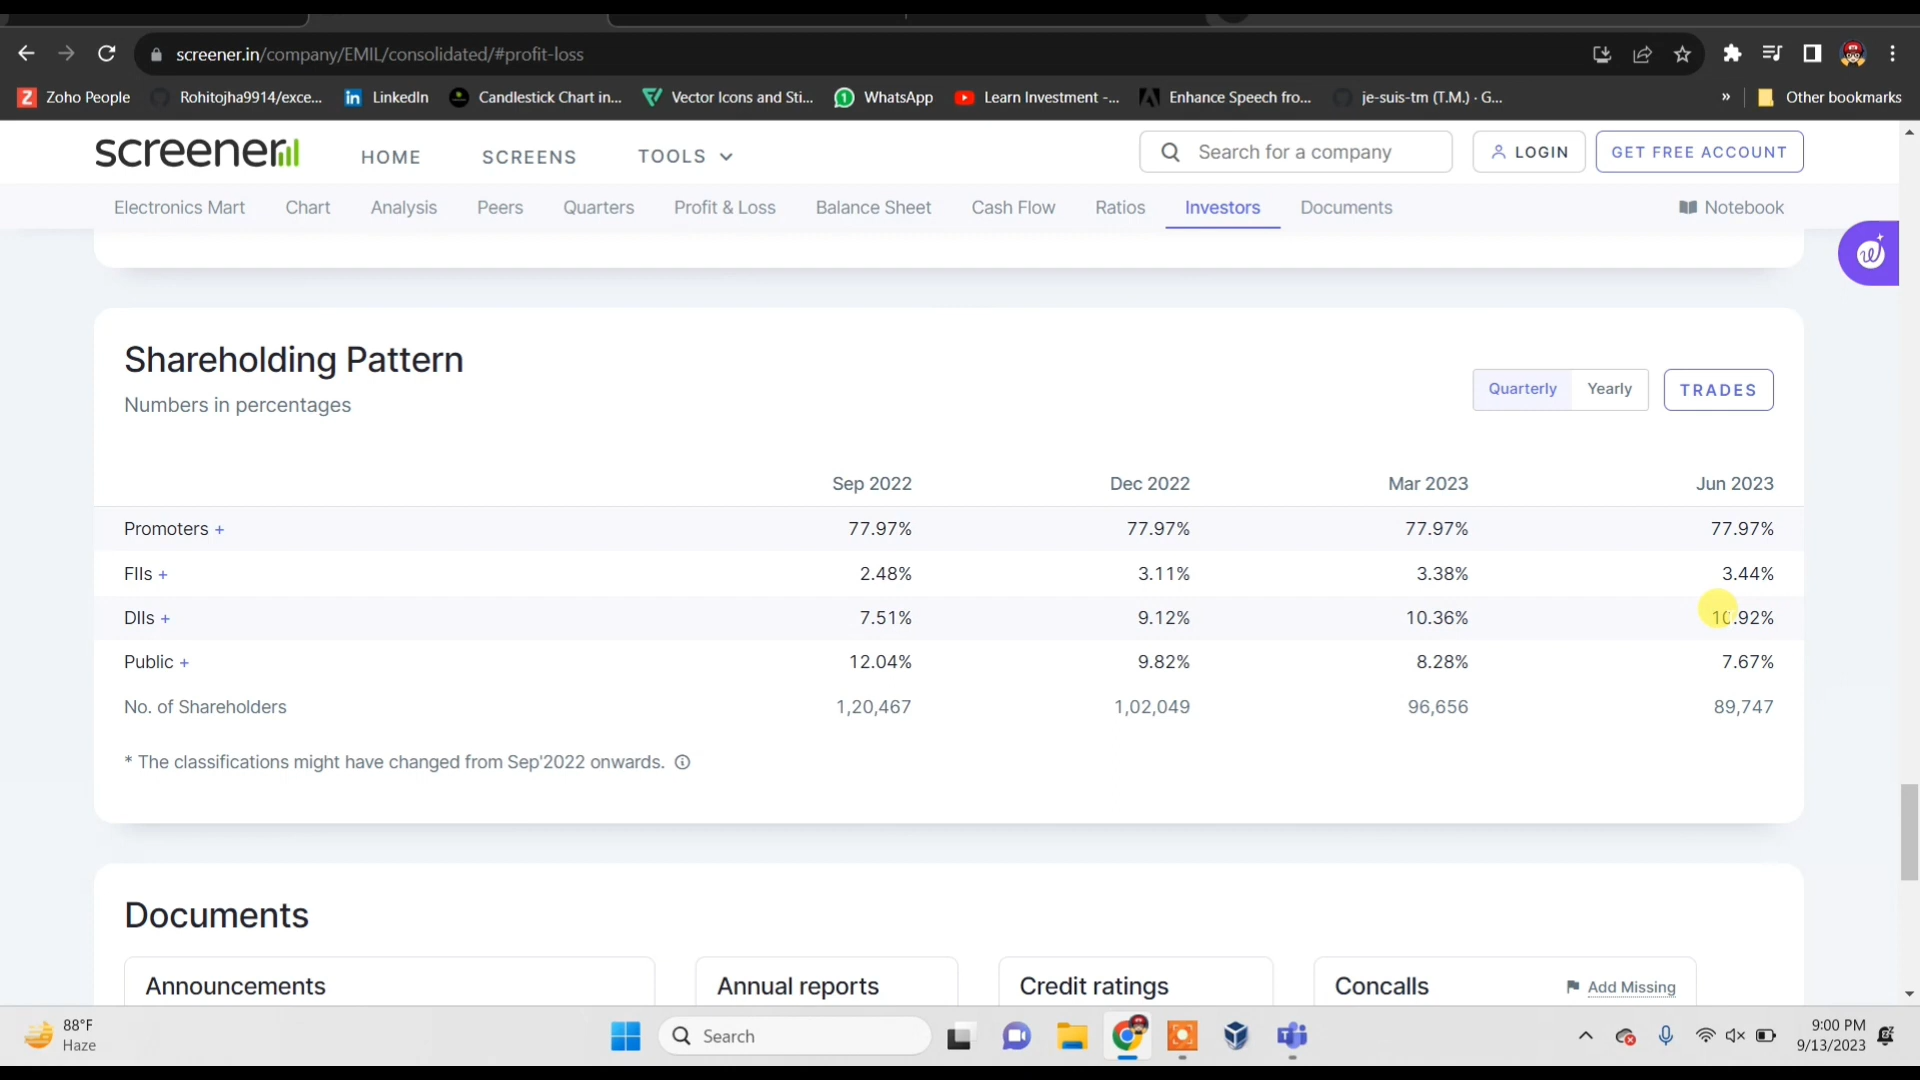 screener.in/company/EMIL/consolidated/#profit-loss
Zoho People Rohitojha9914/exce... LinkedIn Candlestick Chart in... Vector Icons and Sti... WhatsApp Learn Investment -... Enhance Speech fro... je-suis-tm (T.M.) · G... » Other bookmarks
screener HOME SCREENS TOOLS Search for a company LOGIN GET FREE ACCOUNT
Electronics Mart Chart Analysis Peers Quarters Profit & Loss Balance Sheet Cash Flow Ratios Investors Documents Notebook
Shareholding Pattern
Numbers in percentages
Quarterly Yearly TRADES
Sep 2022 Dec 2022 Mar 2023 Jun 2023
Promoters + 77.97% 77.97% 77.97% 77.97%
FIIs + 2.48% 3.11% 3.38% 3.44%
DIIs + 7.51% 9.12% 10.36% 10.92%
Public + 12.04% 9.82% 8.28% 7.67%
No. of Shareholders 1,20,467 1,02,049 96,656 89,747
* The classifications might have changed from Sep'2022 onwards.
Documents
Announcements Annual reports Credit ratings Concalls Add Missing
88°F
Haze
Search
9:00 PM
9/13/2023